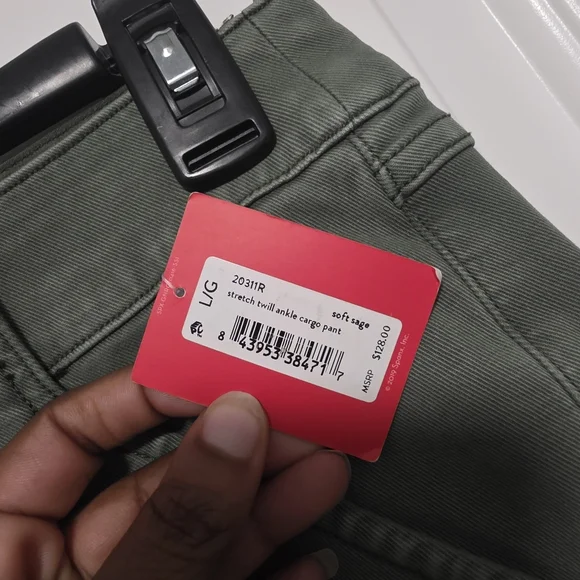 L/G
20311R
stretch twill ankle cargo pant
soft sage
8 43953 38471 7
MSRP $128.00
© 2019 Spanx, Inc.